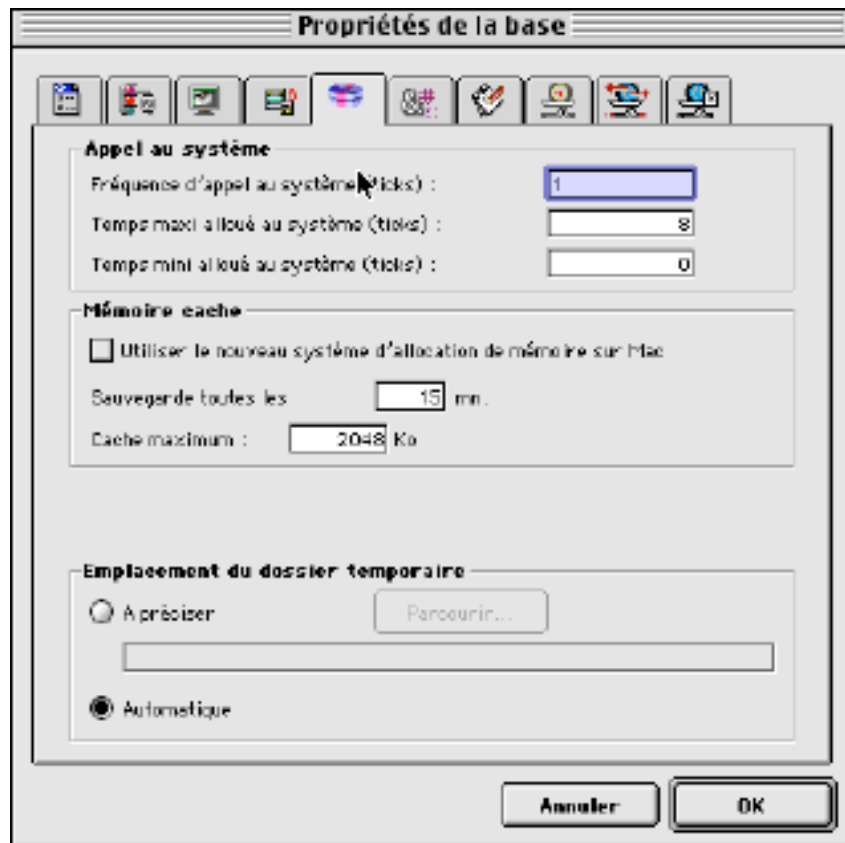 Propriétés de la base
Appel au système
Fréquence d'appel au système (ticks) : 1
Temps maxi alloué au système (ticks) : 8
Temps mini alloué au système (ticks) : 0
Mémoire cache
Utiliser le nouveau système d'allocation de mémoire sur Mac
Sauvegarde toutes les 15 mn.
Cache maximum : 2048 Ko
Emplacement du dossier temporaire
A préciser Parcourir...
Automatique
Annuler OK